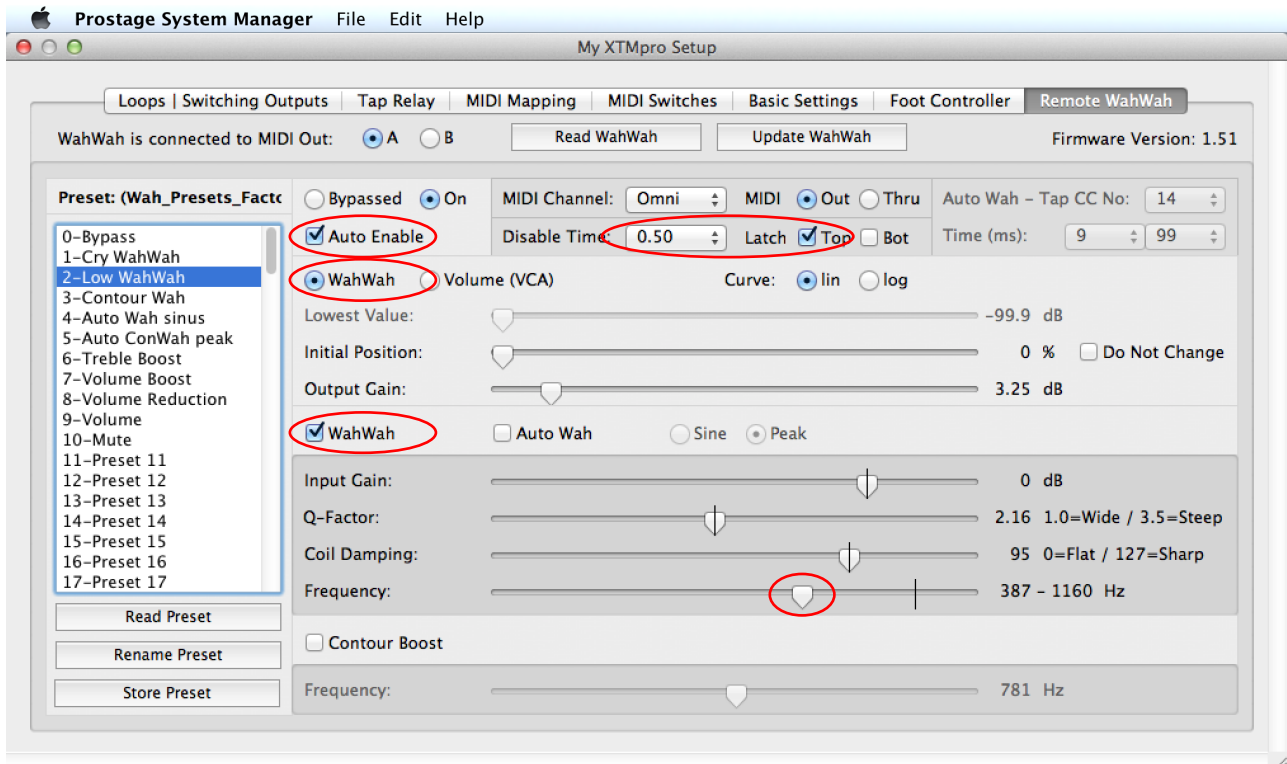 Prostage System Manager File Edit Help
My XTMpro Setup
Loops | Switching Outputs Tap Relay MIDI Mapping MIDI Switches Basic Settings Foot Controller Remote WahWah
WahWah is connected to MIDI Out: A B Read WahWah Update WahWah Firmware Version: 1.51
Preset: (Wah_Presets_Facto
0-Bypass
1-Cry WahWah
2-Low WahWah
3-Contour Wah
4-Auto Wah sinus
5-Auto ConWah peak
6-Treble Boost
7-Volume Boost
8-Volume Reduction
9-Volume
10-Mute
11-Preset 11
12-Preset 12
13-Preset 13
14-Preset 14
15-Preset 15
16-Preset 16
17-Preset 17
Read Preset
Rename Preset
Store Preset
Bypassed On MIDI Channel: Omni MIDI Out Thru Auto Wah - Tap CC No: 14
Auto Enable Disable Time: 0.50 Latch Top Bot Time (ms): 9 99
WahWah Volume (VCA) Curve: lin log
Lowest Value: -99.9 dB
Initial Position: 0 % Do Not Change
Output Gain: 3.25 dB
WahWah Auto Wah Sine Peak
Input Gain: 0 dB
Q-Factor: 2.16 1.0=Wide / 3.5=Steep
Coil Damping: 95 0=Flat / 127=Sharp
Frequency: 387 - 1160 Hz
Contour Boost
Frequency: 781 Hz